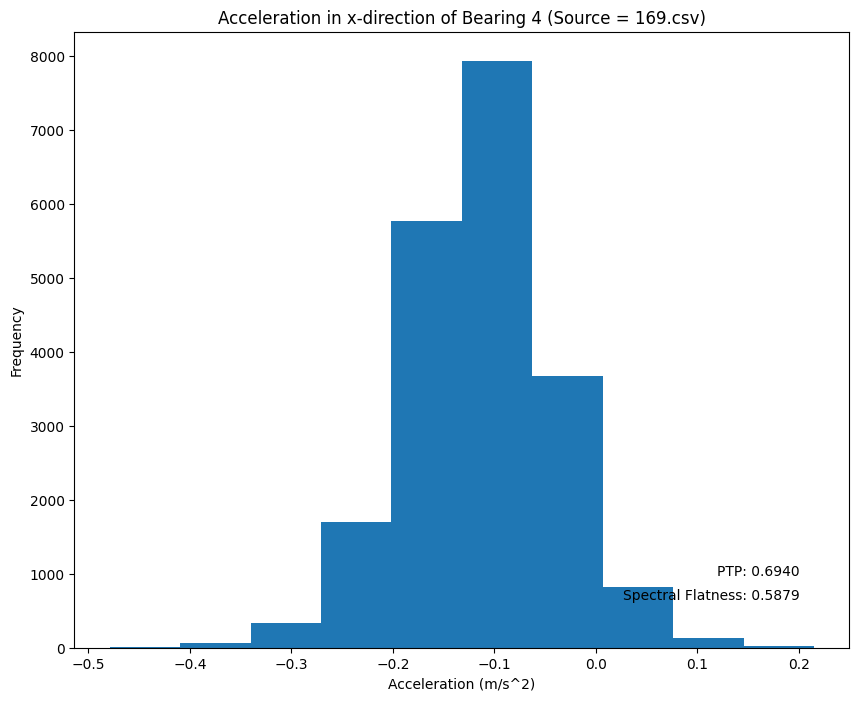 Acceleration in x-direction of Bearing 4 (Source = 169.csv)
8000
7000
6000
5000
4000
3000
2000
1000
0
Frequency
PTP: 0.6940
Spectral Flatness: 0.5879
−0.5 −0.4 −0.3 −0.2 −0.1 0.0 0.1 0.2
Acceleration (m/s^2)